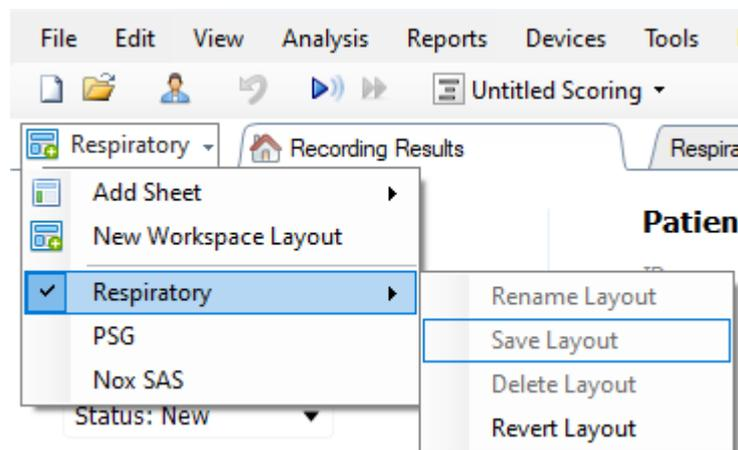 File Edit View Analysis Reports Devices Tools
Untitled Scoring
Respiratory Recording Results
Add Sheet
New Workspace Layout
Patien
Respiratory Rename Layout
PSG Save Layout
Nox SAS Delete Layout
Status: New Revert Layout